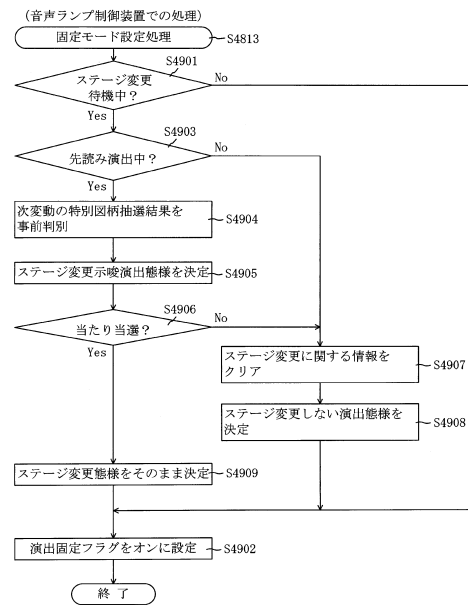 (音声ランプ制御装置での処理)
固定モード設定処理
S4813
S4901
ステージ変更
待機中?
No
Yes
S4903
先読み演出中?
No
Yes
次変動の特別図柄抽選結果を
事前判別
S4904
ステージ変更示唆演出態様を決定
S4905
S4906
当たり当選?
No
Yes
ステージ変更に関する情報を
クリア
S4907
ステージ変更しない演出態様を
決定
S4908
ステージ変更態様をそのまま決定
S4909
演出固定フラグをオンに設定
S4902
終了